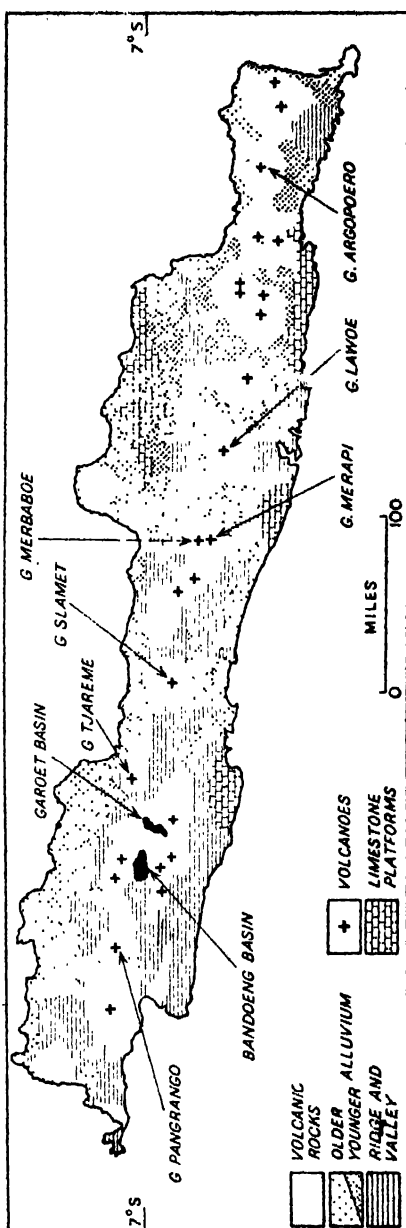 7° S
7° S
G MERBABOE
G SLAMET
G TJAREME
GAROET BASIN
G PANGRANGO
BANDOENG BASIN
G. MERAPI
G. LAWOE
G. ARGOPOERO
0 100
MILES
VOLCANIC
ROCKS
OLDER
YOUNGER ALLUVIUM
RIDGE AND
VALLEY
VOLCANOES
LIMESTONE
PLATFORMS